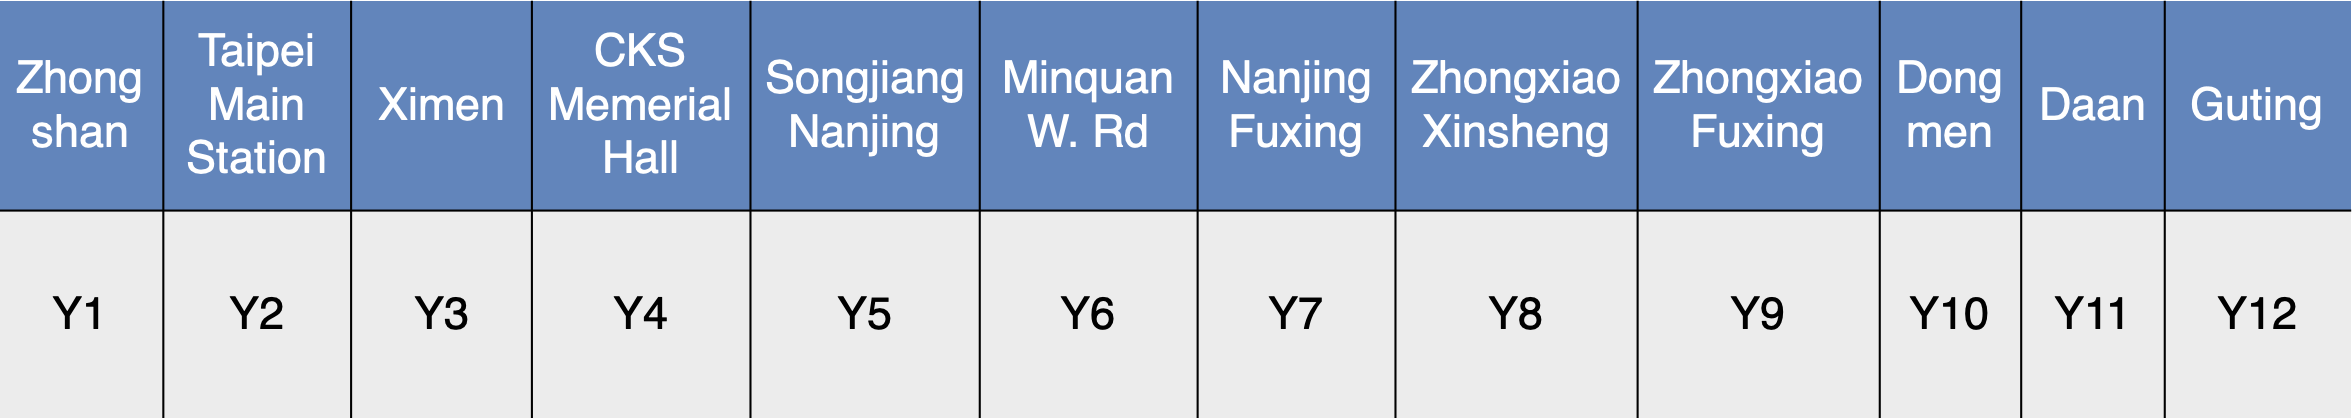 Zhong
shan
Taipei
Main
Station
Ximen
CKS
Memerial
Hall
Songjiang
Nanjing
Minquan
W. Rd
Nanjing
Fuxing
Zhongxiao
Xinsheng
Zhongxiao
Fuxing
Dong
men
Daan
Guting
Y1
Y2
Y3
Y4
Y5
Y6
Y7
Y8
Y9
Y10
Y11
Y12